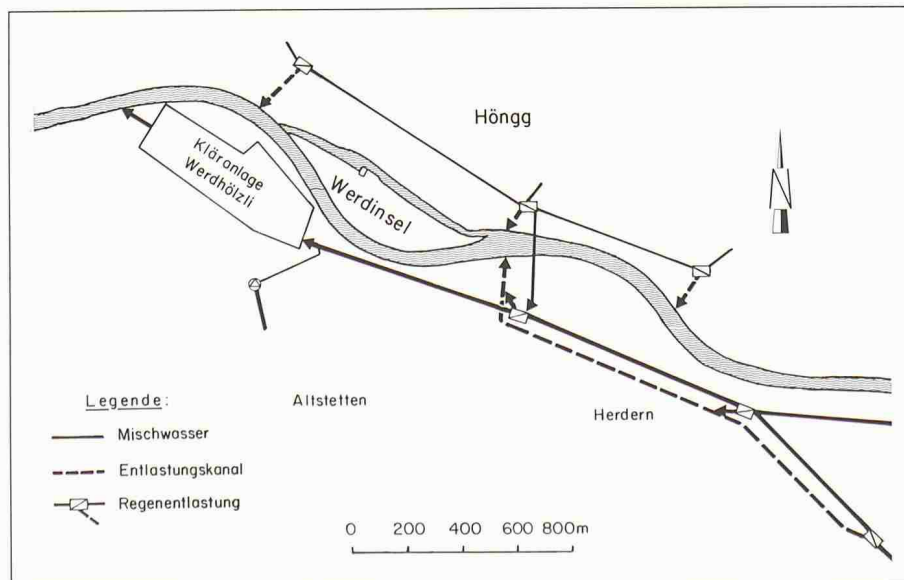 Höngg
Kläranlage
Werdhölzli
Werdinsel
Altstetten
Herdern
Legende:
Mischwasser
Entlastungskanal
Regenentlastung
0 200 400 600 800m